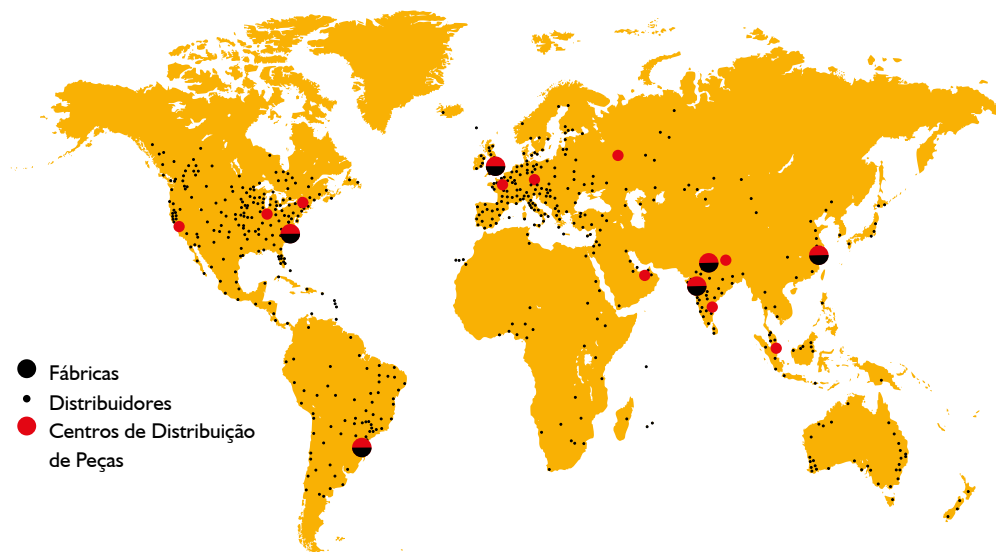 Fábricas
Distribuidores
Centros de Distribuição
de Peças